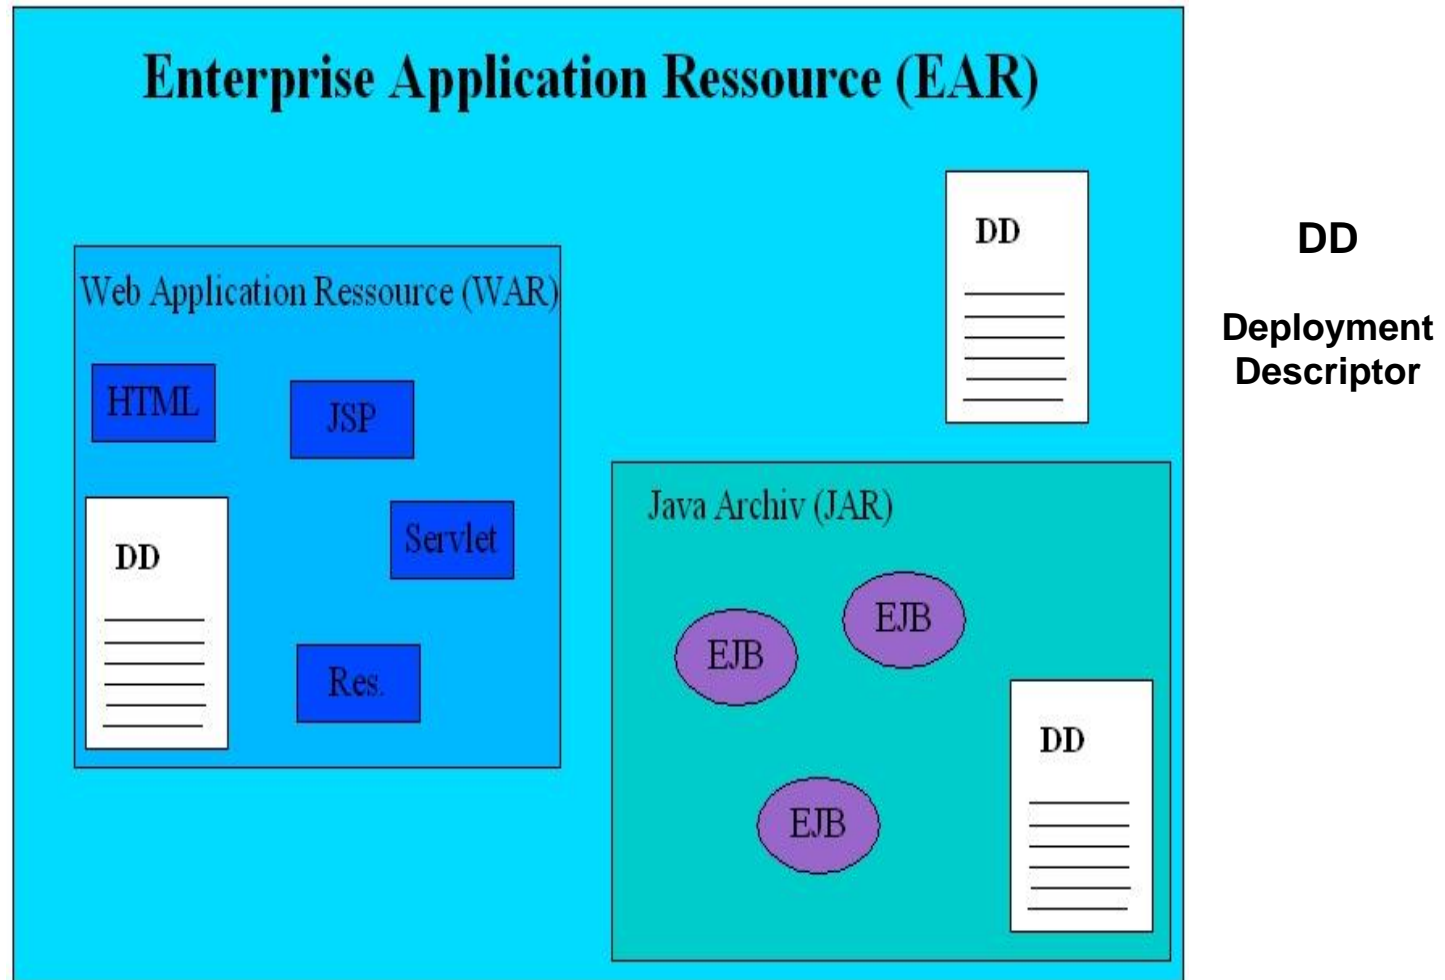 Enterprise Application Ressource (EAR)
DD
Web Application Ressource (WAR)
HTML
JSP
Servlet
DD
Res.
Java Archiv (JAR)
EJB
EJB
EJB
DD
DD
Deployment
Descriptor